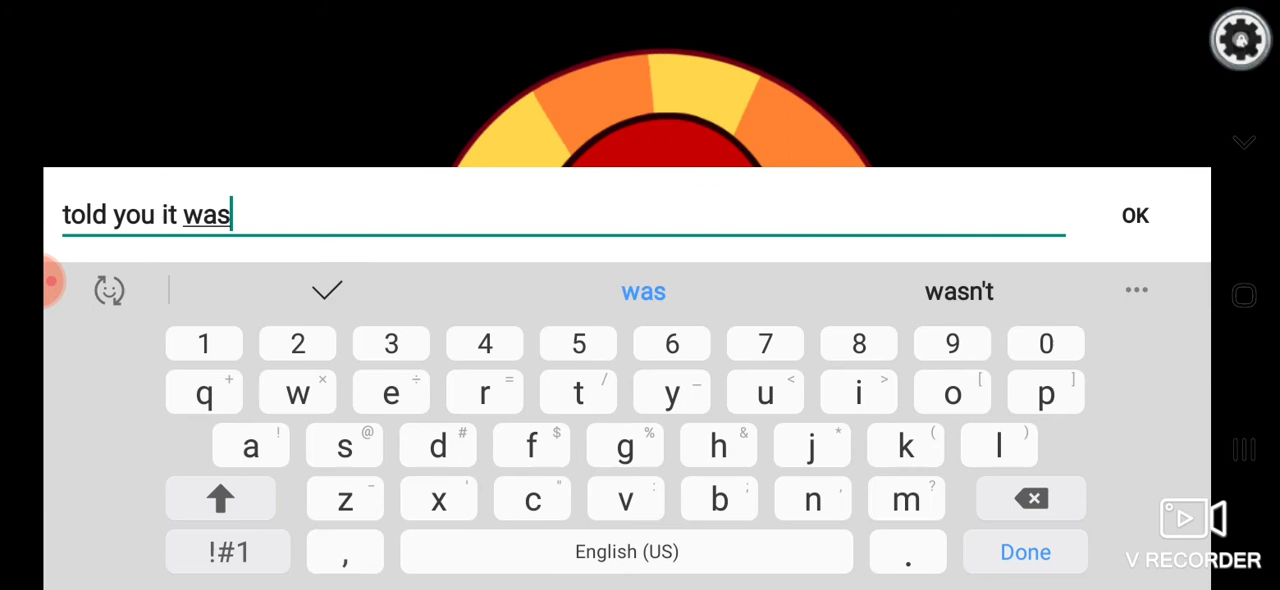 told you it was
OK
was
wasn't
1 2 3 4 5 6 7 8 9 0
q + w × e ÷ r = t / y _ u < i > o [ p ]
a ! s @ d # f $ g % h & j * k ( l )
z - x ' c " v : b ; n , m ?
!#1 , English (US) . Done
V RECORDER